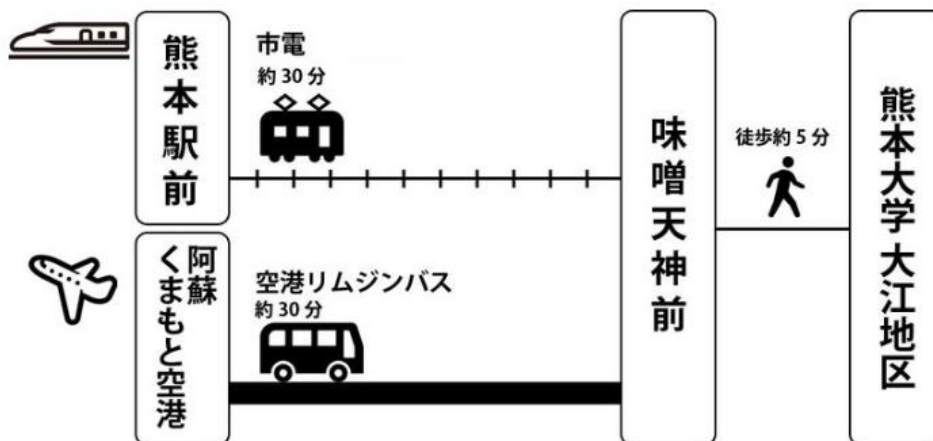 熊本駅前
市電
約30分
阿蘇
くまもと空港
空港リムジンバス
約30分
味噌天神前
徒歩約5分
熊本大学 大江地区